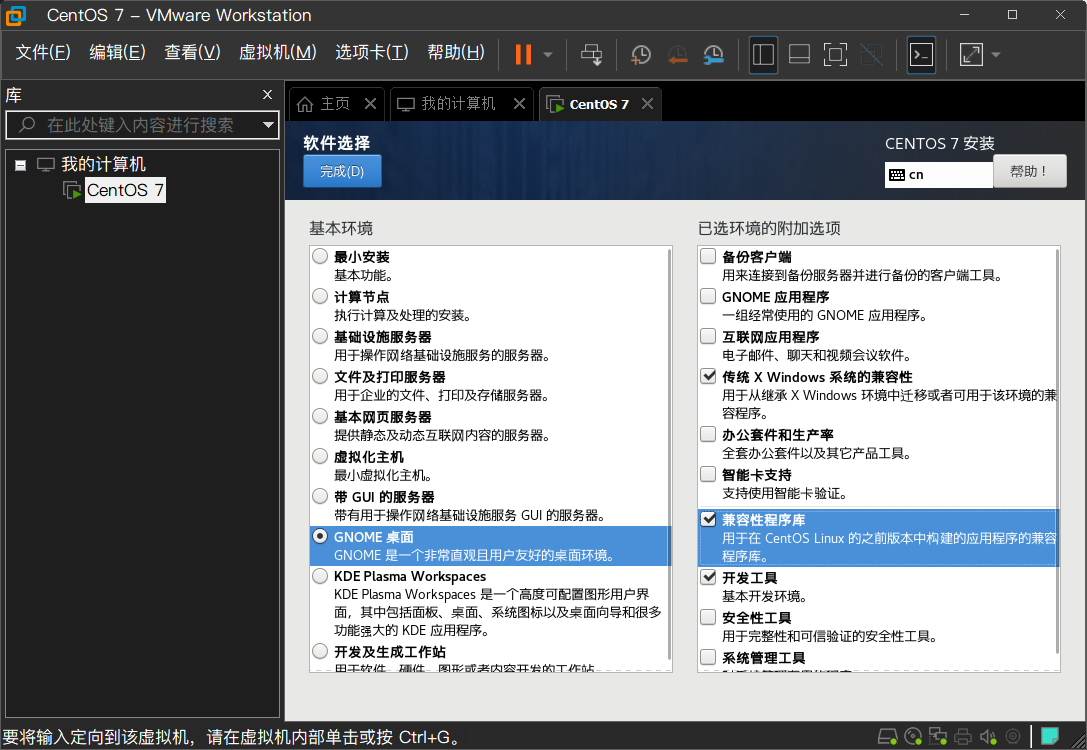 CentOS 7 – VMware Workstation
文件(F) 编辑(E) 查看(V) 虚拟机(M) 选项卡(T) 帮助(H)
库
在此处键入内容进行搜索
我的计算机
CentOS 7
主页 我的计算机 CentOS 7
软件选择
完成(D)
CENTOS 7 安装
cn
帮助！
基本环境
最小安装
基本功能。
计算节点
执行计算及处理的安装。
基础设施服务器
用于操作网络基础设施服务的服务器。
文件及打印服务器
用于企业的文件、打印及存储服务器。
基本网页服务器
提供静态及动态互联网内容的服务器。
虚拟化主机
最小虚拟化主机。
带 GUI 的服务器
带有用于操作网络基础设施服务 GUI 的服务器。
GNOME 桌面
GNOME 是一个非常直观且用户友好的桌面环境。
KDE Plasma Workspaces
KDE Plasma Workspaces 是一个高度可配置图形用户界
面，其中包括面板、桌面、系统图标以及桌面向导和很多
功能强大的 KDE 应用程序。
开发及生成工作站
用于软件、硬件、图形或者内容开发的工作站
已选环境的附加选项
备份客户端
用来连接到备份服务器并进行备份的客户端工具。
GNOME 应用程序
一组经常使用的 GNOME 应用程序。
互联网应用程序
电子邮件、聊天和视频会议软件。
传统 X Windows 系统的兼容性
用于从继承 X Windows 环境中迁移或者可用于该环境的兼
容程序。
办公套件和生产率
全套办公套件以及其它产品工具。
智能卡支持
支持使用智能卡验证。
兼容性程序库
用于在 CentOS Linux 的之前版本中构建的应用程序的兼容
程序库。
开发工具
基本开发环境。
安全性工具
用于完整性和可信验证的安全性工具。
系统管理工具
要将输入定向到该虚拟机，请在虚拟机内部单击或按 Ctrl+G。